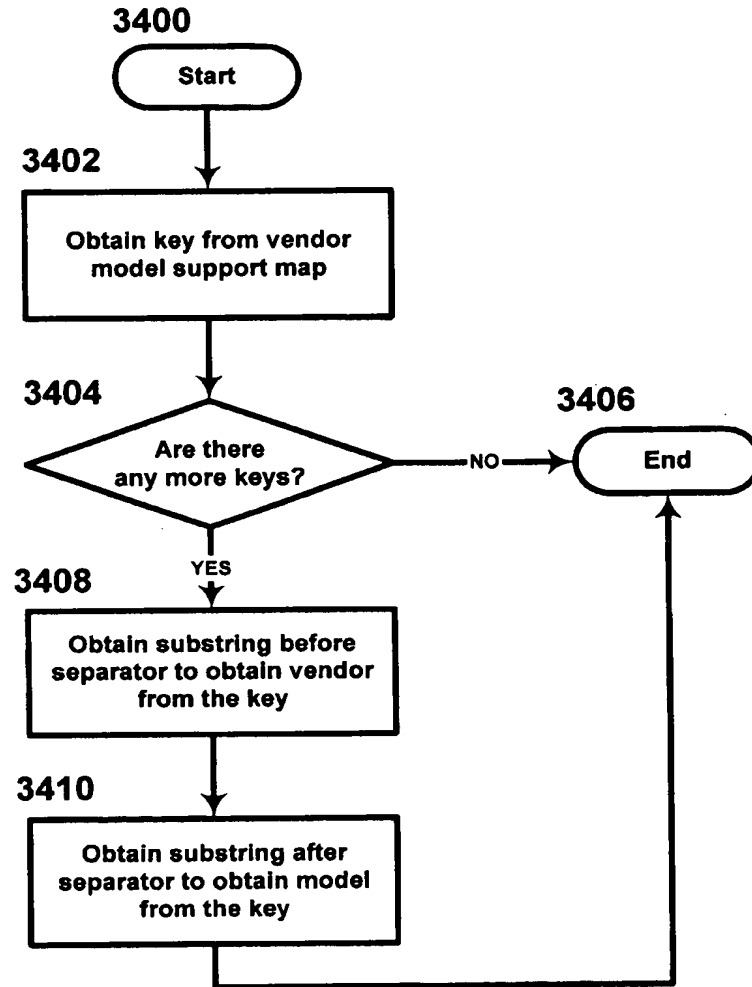 3400
Start
3402
Obtain key from vendor
model support map
3404
Are there
any more keys?
NO
3406
End
YES
3408
Obtain substring before
separator to obtain vendor
from the key
3410
Obtain substring after
separator to obtain model
from the key